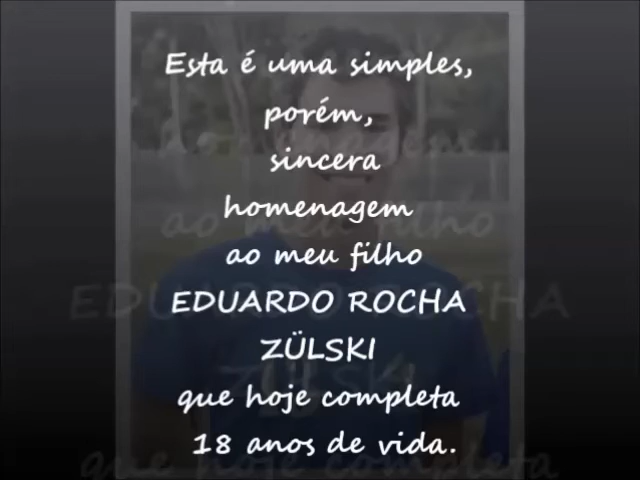 Esta é uma simples,
porém,
sincera
homenagem
ao meu filho
EDUARDO ROCHA
ZÜLSKI
que hoje completa
18 anos de vida.